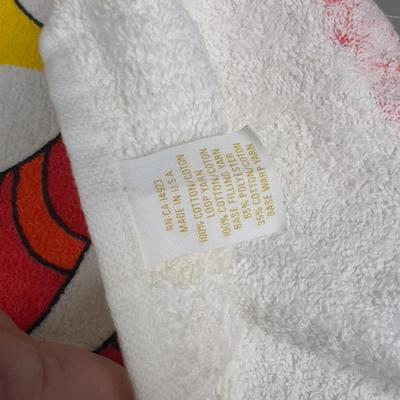 RN-CA-14923
MADE IN U.S.A.
100% COTTON/COTON
LOOP YARN
100% COTTON/COTON
BASE FILLING YARN
65% POLYESTER
35% COTTON/COTON
BASE WARP YARN